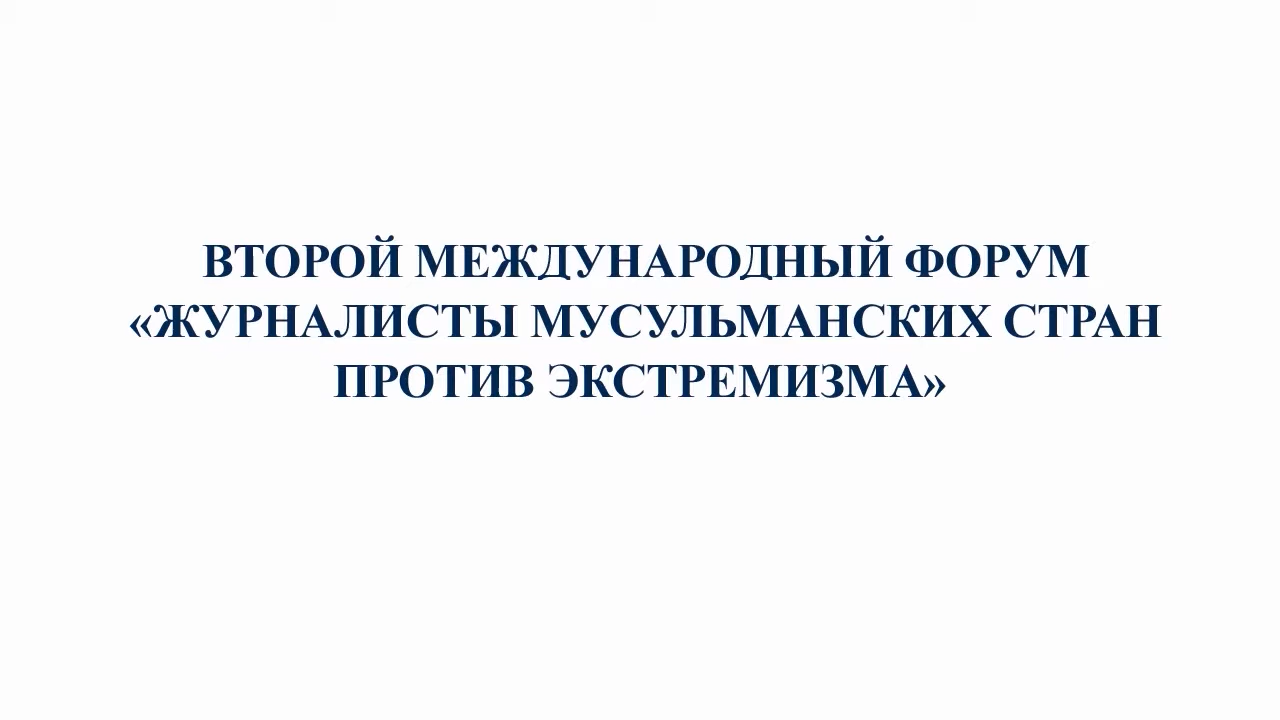 ВТОРОЙ МЕЖДУНАРОДНЫЙ ФОРУМ
«ЖУРНАЛИСТЫ МУСУЛЬМАНСКИХ СТРАН
ПРОТИВ ЭКСТРЕМИЗМА»